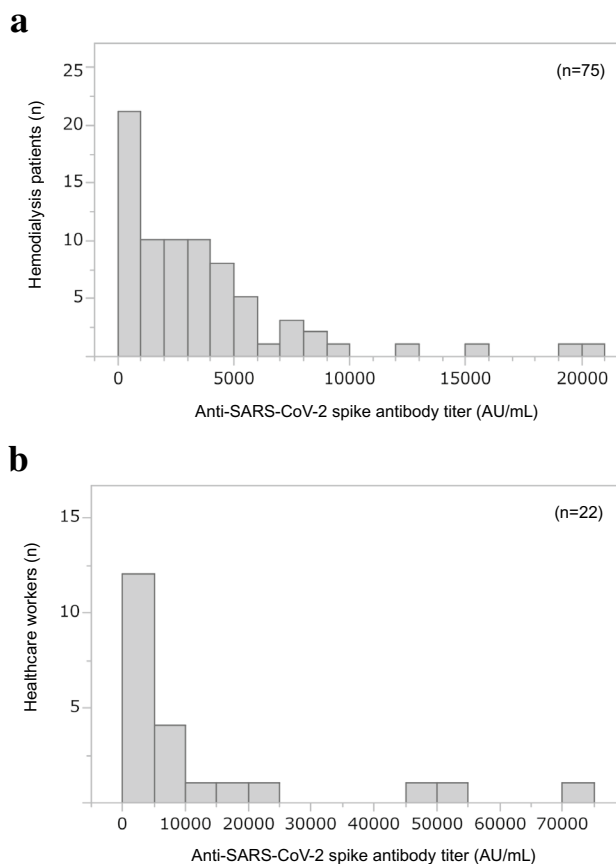 a
Hemodialysis patients (n)
25
20
15
10
5
(n=75)
0 5000 10000 15000 20000
Anti-SARS-CoV-2 spike antibody titer (AU/mL)
b
Healthcare workers (n)
15
10
5
(n=22)
0 10000 20000 30000 40000 50000 60000 70000
Anti-SARS-CoV-2 spike antibody titer (AU/mL)